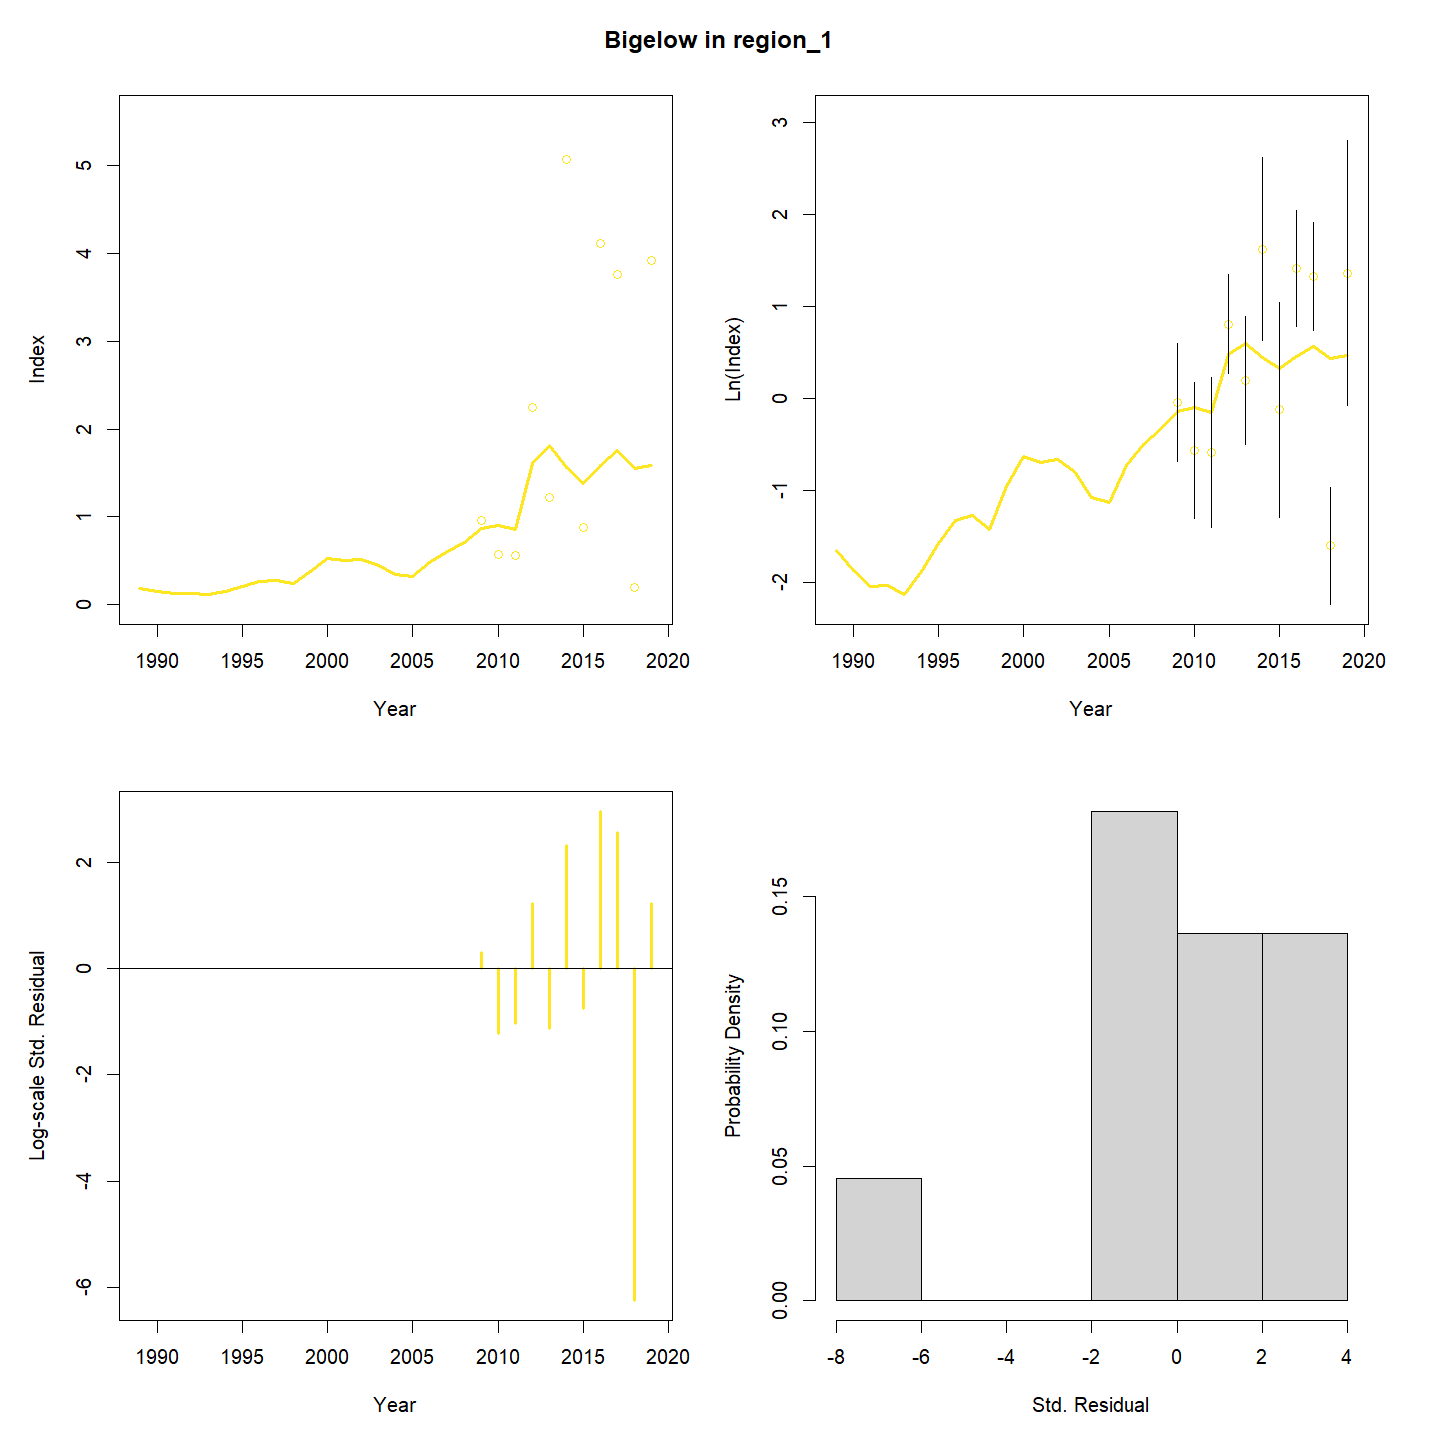 Bigelow in region_1
Index
0 1 2 3 4 5
1990 1995 2000 2005 2010 2015 2020
Year
Ln(Index)
-2 -1 0 1 2 3
1990 1995 2000 2005 2010 2015 2020
Year
Log-scale Std. Residual
-6 -4 -2 0 2
1990 1995 2000 2005 2010 2015 2020
Year
Probability Density
0.00 0.05 0.10 0.15
-8 -6 -4 -2 0 2 4
Std. Residual